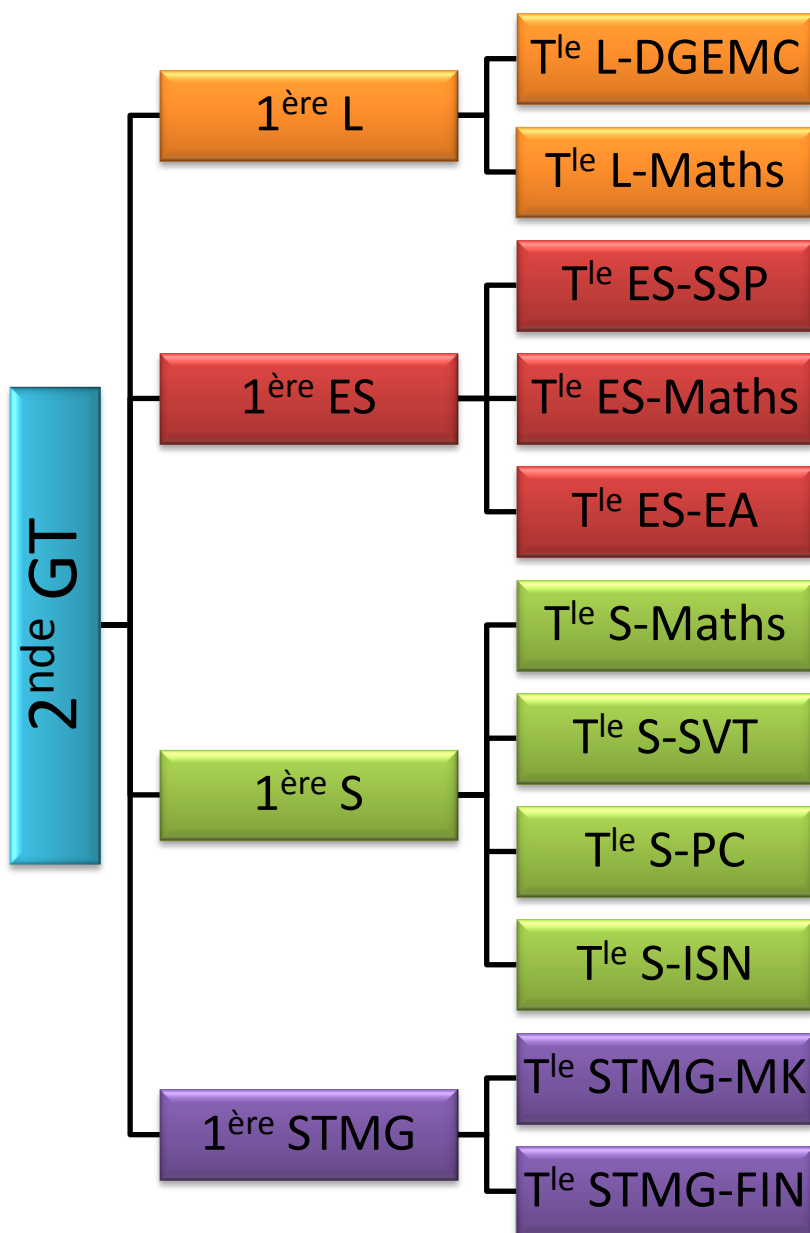 2nde GT
1ère L
Tle L-DGEMC
Tle L-Maths
1ère ES
Tle ES-SSP
Tle ES-Maths
Tle ES-EA
1ère S
Tle S-Maths
Tle S-SVT
Tle S-PC
Tle S-ISN
1ère STMG
Tle STMG-MK
Tle STMG-FIN